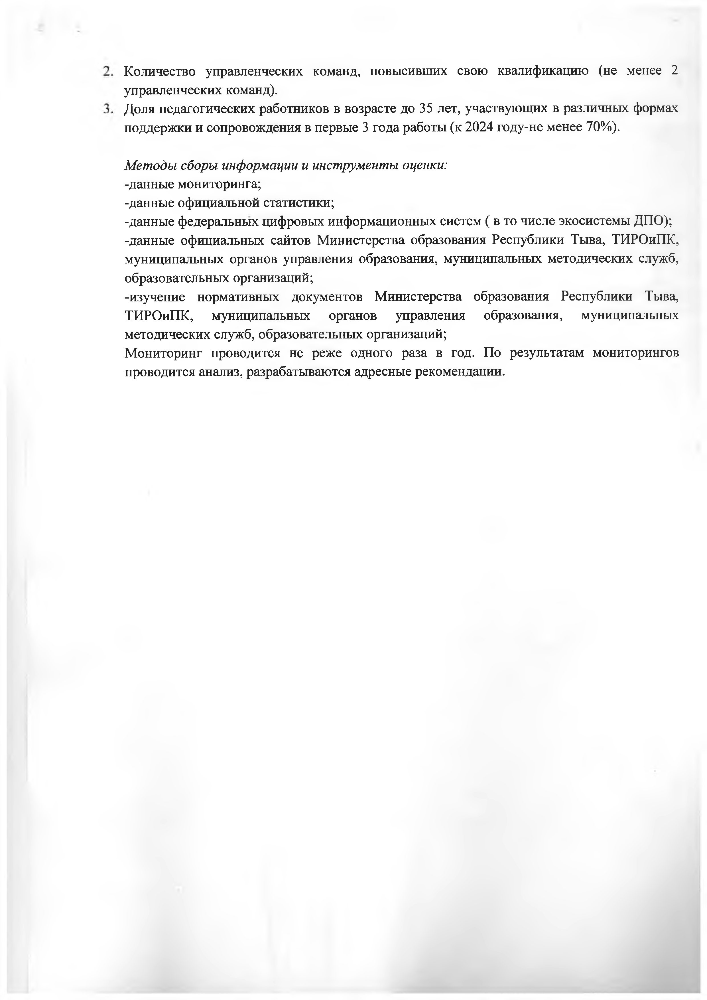 2. Количество управленческих команд, повысивших свою квалификацию (не менее 2
управленческих команд).
3. Доля педагогических работников в возрасте до 35 лет, участвующих в различных формах
поддержки и сопровождения в первые 3 года работы (к 2024 году-не менее 70%).
Методы сборы информации и инструменты оценки:
-данные мониторинга;
-данные официальной статистики;
-данные федеральных цифровых информационных систем ( в то числе экосистемы ДПО);
-данные официальных сайтов Министерства образования Республики Тыва, ТИРОиПК,
муниципальных органов управления образования, муниципальных методических служб,
образовательных организаций;
-изучение нормативных документов Министерства образования Республики Тыва,
ТИРОиПК, муниципальных органов управления образования, муниципальных
методических служб, образовательных организаций;
Мониторинг проводится не реже одного раза в год. По результатам мониторингов
проводится анализ, разрабатываются адресные рекомендации.